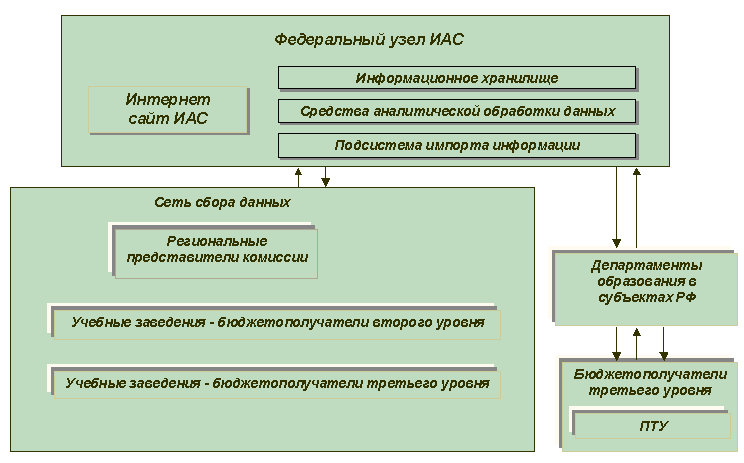 Федеральный узел ИАС
Интернет
сайт ИАС
Информационное хранилище
Средства аналитической обработки данных
Подсистема импорта информации
Сеть сбора данных
Региональные
представители комиссии
Учебные заведения - бюджетополучатели второго уровня
Учебные заведения - бюджетополучатели третьего уровня
Департаменты
образования в
субъектах РФ
Бюджетополучатели
третьего уровня
ПТУ